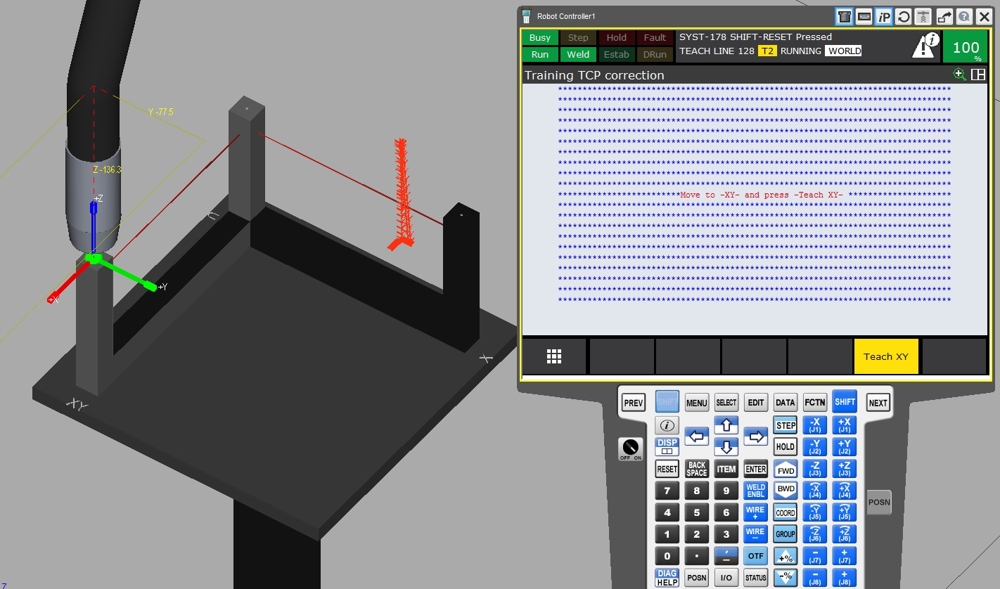 Robot Controller1
iP
Busy Step Hold Fault
Run Weld Estab DRun
SYST-178 SHIFT-RESET Pressed
TEACH LINE 128 T2 RUNNING WORLD
100
%
Training TCP correction
Move to -XY- and press -Teach XY-
Teach XY
Y -77.5
Z -136.3
+Z
+Y
+X
XY
X
PREV SHIFT MENU SELECT EDIT DATA FCTN SHIFT NEXT
i STEP -X (J1) +X (J1)
OFF ON DISP HOLD -Y (J2) +Y (J2)
RESET BACK SPACE ITEM ENTER FWD -Z (J3) +Z (J3)
7 8 9 WELD ENBL BWD -X (J4) +X (J4)
4 5 6 WIRE + COORD -Y (J5) +Y (J5)
1 2 3 WIRE - GROUP -Z (J6) +Z (J6)
0 . ,/- OTF +% - (J7) + (J7)
DIAG HELP POSN I/O STATUS -% - (J8) + (J8)
POSN